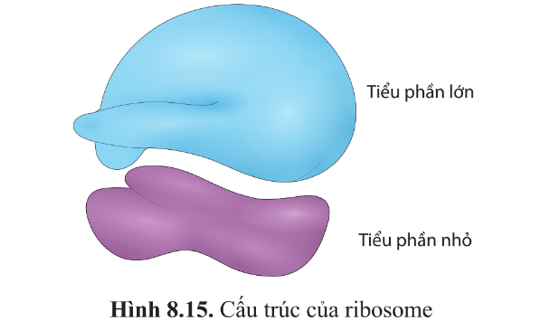 Tiểu phần lớn
Tiểu phần nhỏ
Hình 8.15. Cấu trúc của ribosome